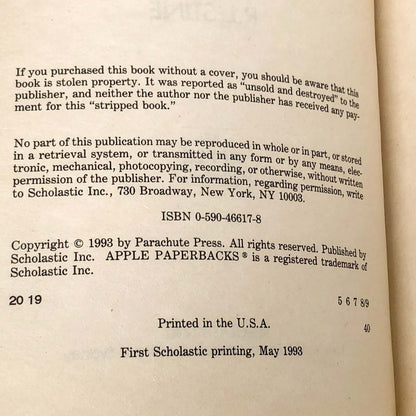 If you purchased this book without a cover, you should be aware that this
book is stolen property. It was reported as "unsold and destroyed" to the
publisher, and neither the author nor the publisher has received any pay-
ment for this "stripped book."
No part of this publication may be reproduced in whole or in part, or stored
in a retrieval system, or transmitted in any form or by any means, elec-
tronic, mechanical, photocopying, recording, or otherwise, without written
permission of the publisher. For information, regarding permission, write
to Scholastic Inc., 730 Broadway, New York, NY 10003.
ISBN 0-590-46617-8
Copyright © 1993 by Parachute Press. All rights reserved. Published by
Scholastic Inc. APPLE PAPERBACKS ® is a registered trademark of
Scholastic Inc.
20 19 5 6 7 8/9
Printed in the U.S.A. 40
First Scholastic printing, May 1993